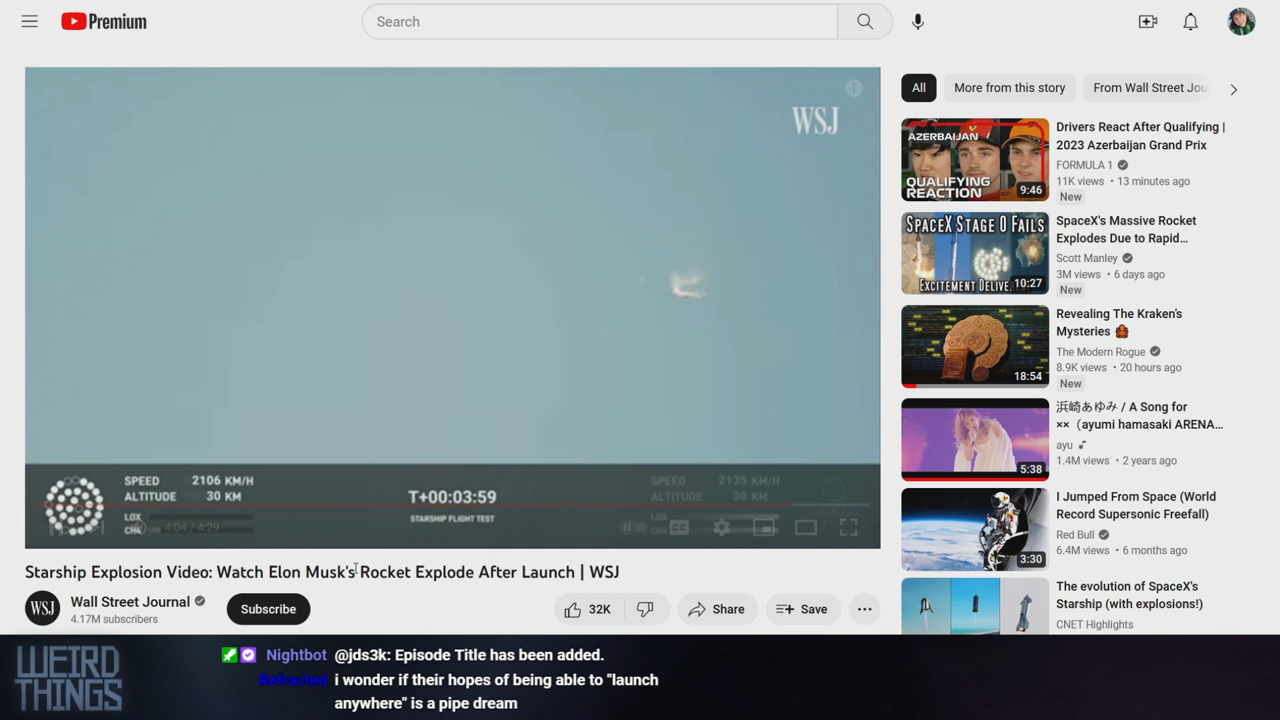 Premium
Search
WSJ
SPEED 2106 KM/H
ALTITUDE 30 KM
LOX
CH4
T+00:03:59
STARSHIP FLIGHT TEST
SPEED 2135 KM/H
ALTITUDE 30 KM
LOX
4:04 / 4:29
Starship Explosion Video: Watch Elon Musk's Rocket Explode After Launch | WSJ
WSJ
Wall Street Journal
4.17M subscribers
Subscribe
32K
Share
Save
All
More from this story
From Wall Street Jou
AZERBAIJAN
QUALIFYING
REACTION
9:46
Drivers React After Qualifying |
2023 Azerbaijan Grand Prix
FORMULA 1
11K views • 13 minutes ago
New
SPACEX STAGE 0 FAILS
EXCITEMENT DELIVE
10:27
SpaceX's Massive Rocket
Explodes Due to Rapid…
Scott Manley
3M views • 6 days ago
New
18:54
Revealing The Kraken's
Mysteries
The Modern Rogue
8.9K views • 20 hours ago
New
5:38
浜崎あゆみ / A Song for
××（ayumi hamasaki ARENA…
ayu
1.4M views • 2 years ago
3:30
I Jumped From Space (World
Record Supersonic Freefall)
Red Bull
6.4M views • 6 months ago
The evolution of SpaceX's
Starship (with explosions!)
CNET Highlights
WEIRD
THINGS
Nightbot @jds3k: Episode Title has been added.
Refracted i wonder if their hopes of being able to "launch
anywhere" is a pipe dream